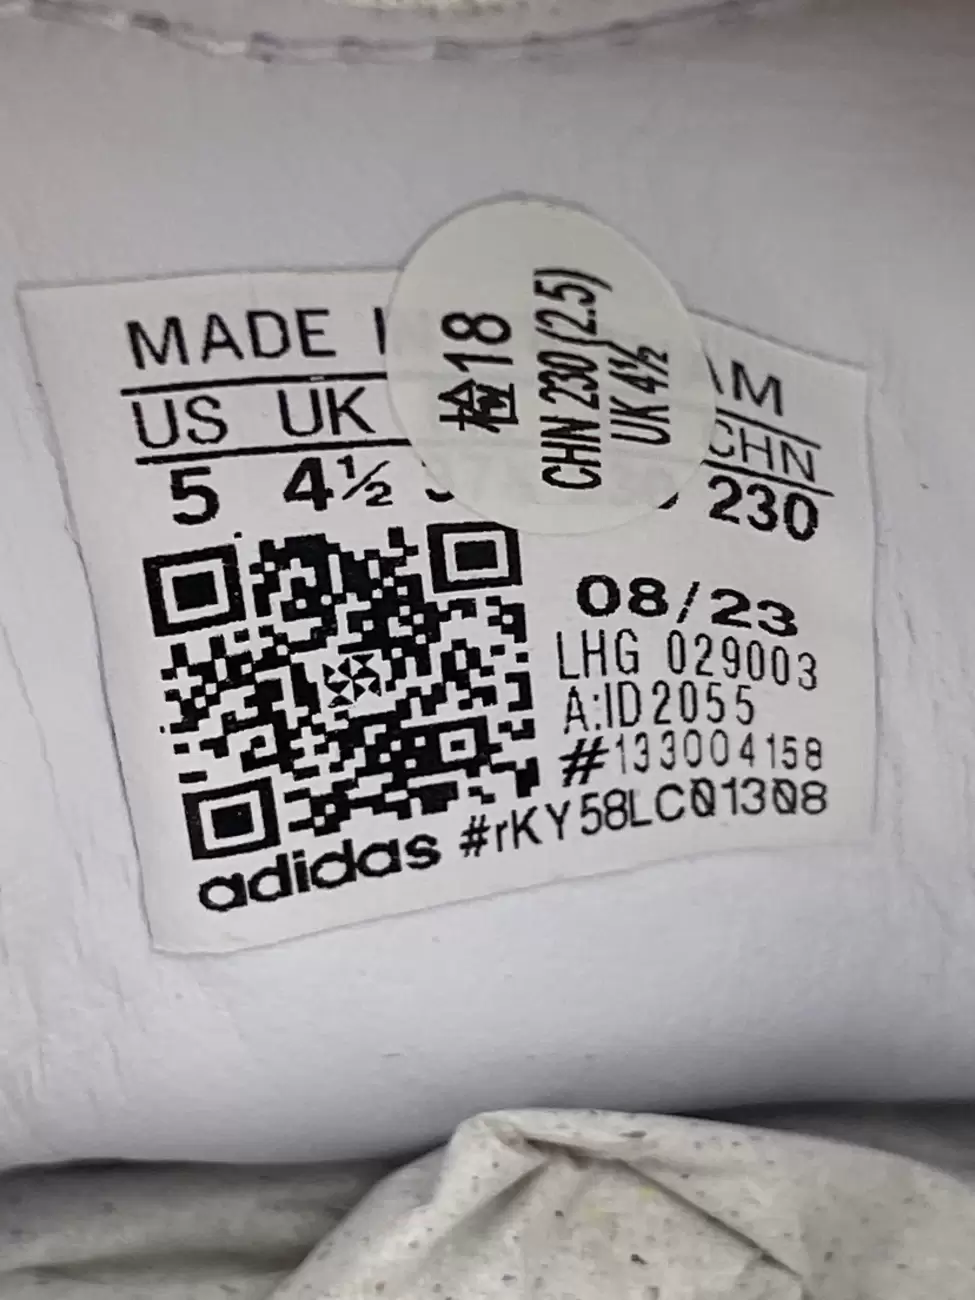 MADE I
AM
US UK
CHN
5 4½
230
检18
CHN 230 (2.5)
UK 4½
08/23
LHG 029003
A:ID2055
#133004158
#rKY58LC01308
adidas